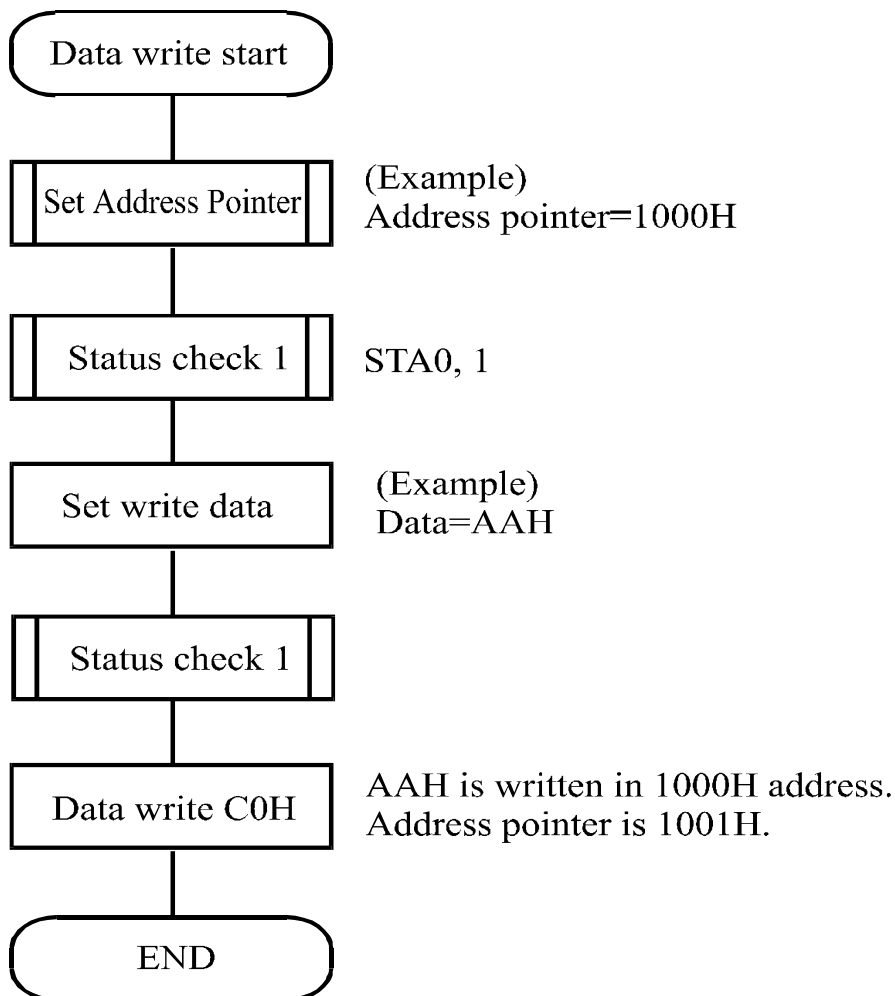 Data write start
Set Address Pointer
(Example)
Address pointer=1000H
Status check 1
STA0, 1
Set write data
(Example)
Data=AAH
Status check 1
Data write C0H
AAH is written in 1000H address.
Address pointer is 1001H.
END